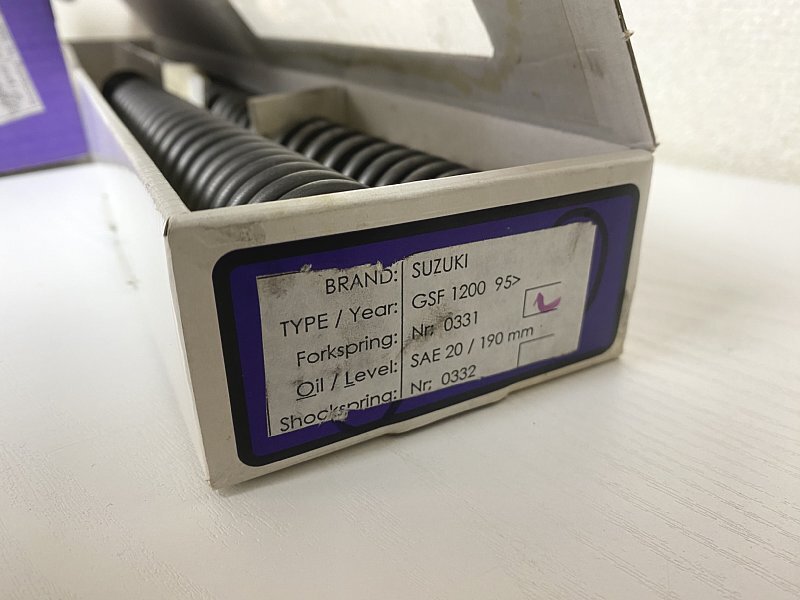 BRAND: SUZUKI
TYPE / Year: GSF 1200 95>
Forkspring: Nr; 0331
Oil / Level: SAE 20 / 190 mm
Shockspring: Nr; 0332